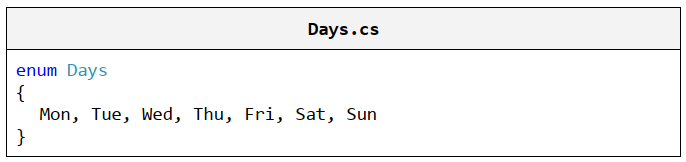 Days.cs
enum Days
{
Mon, Tue, Wed, Thu, Fri, Sat, Sun
}